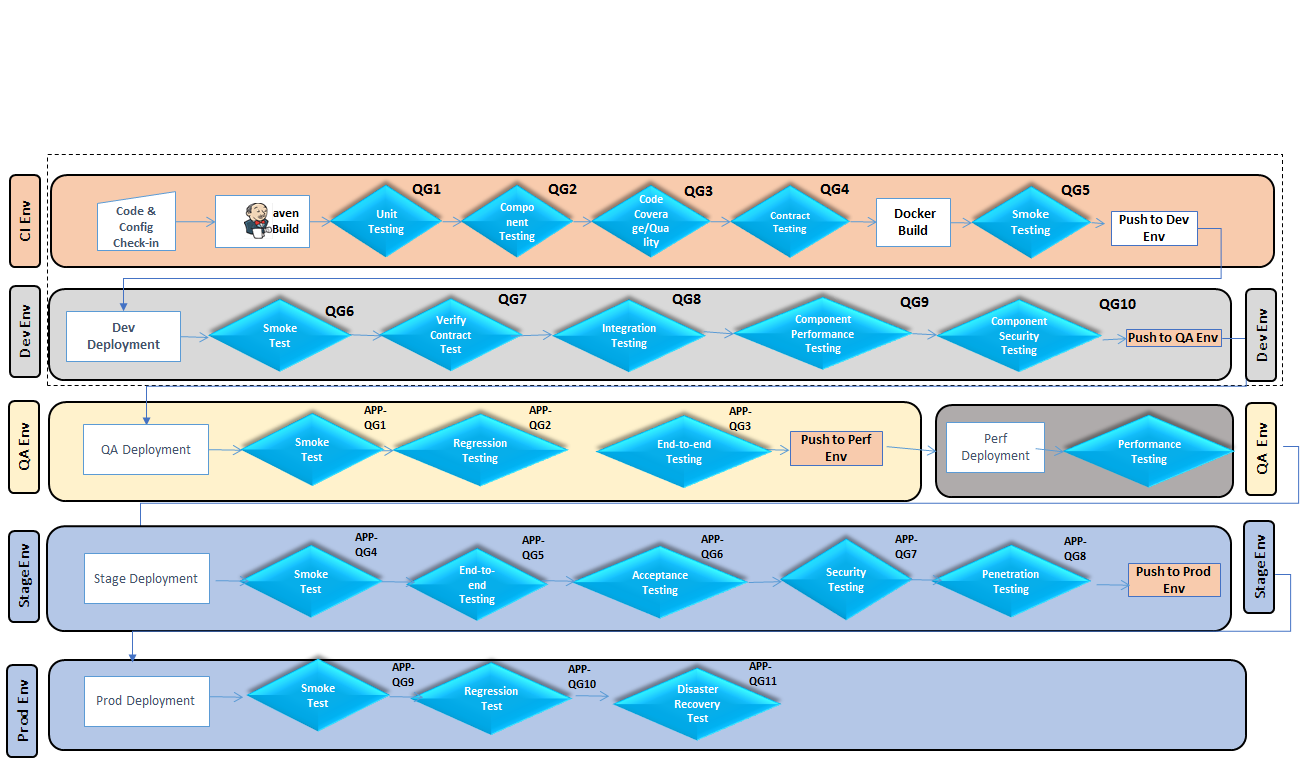 CI Env
Code &
Config
Check-in
aven
Build
QG1
Unit
Testing
QG2
Compo
nent
Testing
QG3
Code
Covera
ge/Qua
lity
QG4
Contract
Testing
Docker
Build
QG5
Smoke
Testing
Push to Dev
Env
Dev Env
Dev
Deployment
QG6
Smoke
Test
QG7
Verify
Contract
Test
QG8
Integration
Testing
QG9
Component
Performance
Testing
QG10
Component
Security
Testing
Push to QA Env
Dev Env
QA Env
QA Deployment
APP-
QG1
Smoke
Test
APP-
QG2
Regression
Testing
APP-
QG3
End-to-end
Testing
Push to Perf
Env
Perf
Deployment
Performance
Testing
QA Env
Stage Env
Stage Deployment
APP-
QG4
Smoke
Test
APP-
QG5
End-to-
end
Testing
APP-
QG6
Acceptance
Testing
APP-
QG7
Security
Testing
APP-
QG8
Penetration
Testing
Push to Prod
Env
Stage Env
Prod Env
Prod Deployment
APP-
QG9
Smoke
Test
APP-
QG10
Regression
Test
APP-
QG11
Disaster
Recovery
Test